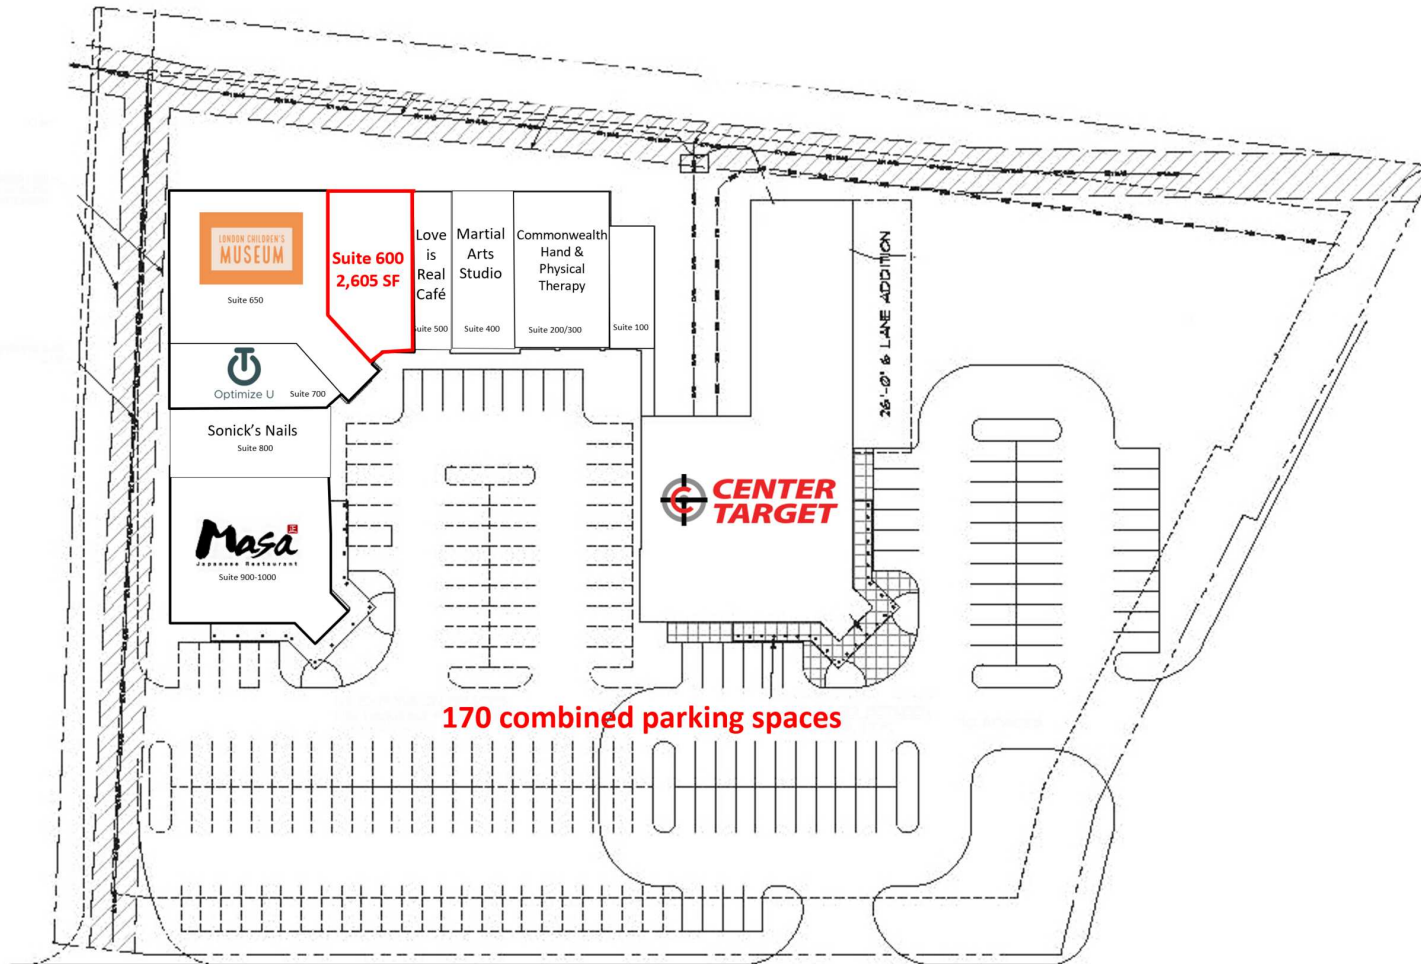 LONDON CHILDREN'S
MUSEUM
Suite 650
Suite 600
2,605 SF
Love
is
Real
Café
Suite 500
Martial
Arts
Studio
Suite 400
Commonwealth
Hand &
Physical
Therapy
Suite 200/300
Suite 100
26'-0" & LANE ADDITION
Optimize U
Suite 700
Sonick's Nails
Suite 800
CENTER
TARGET
Masa
正
Japanese Restaurant
Suite 900-1000
170 combined parking spaces